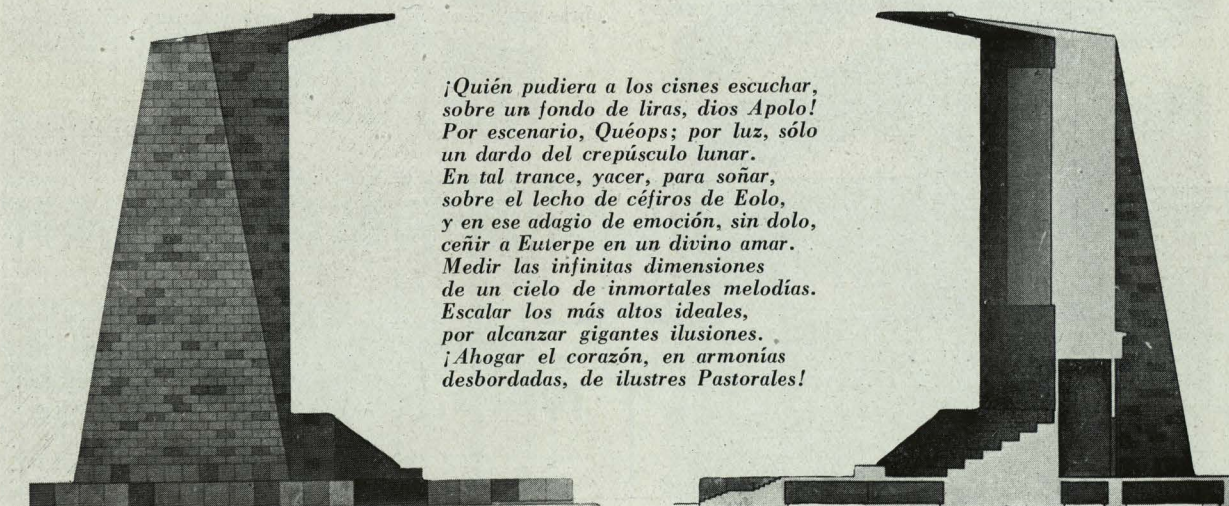 ¡Quién pudiera a los cisnes escuchar,
sobre un fondo de liras, dios Apolo!
Por escenario, Quéops; por luz, sólo
un dardo del crepúsculo lunar.
En tal trance, yacer, para soñar,
sobre el lecho de céfiros de Eolo,
y en ese adagio de emoción, sin dolo,
ceñir a Euterpe en un divino amar.
Medir las infinitas dimensiones
de un cielo de inmortales melodías.
Escalar los más altos ideales,
por alcanzar gigantes ilusiones.
¡Ahogar el corazón, en armonías
desbordadas, de ilustres Pastorales!